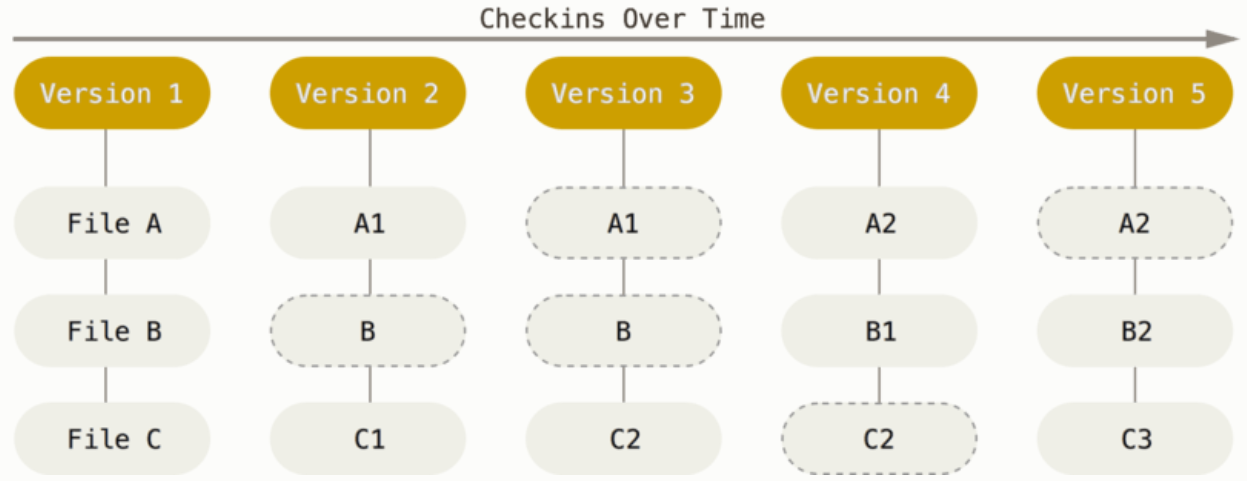 Checkins Over Time
Version 1 Version 2 Version 3 Version 4 Version 5
File A A1 A1 A2 A2
File B B B B1 B2
File C C1 C2 C2 C3